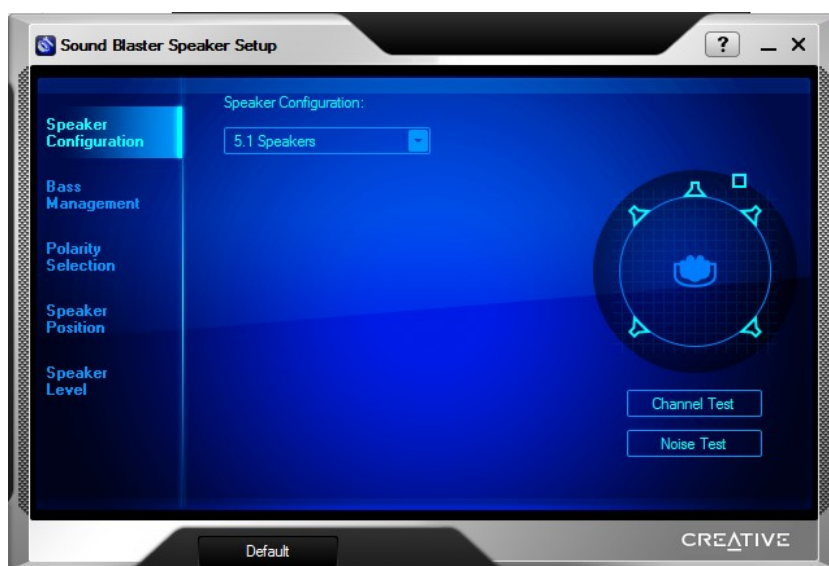 Sound Blaster Speaker Setup
?
Speaker Configuration:
5.1 Speakers
Speaker
Configuration
Bass
Management
Polarity
Selection
Speaker
Position
Speaker
Level
Channel Test
Noise Test
Default
CREATIVE